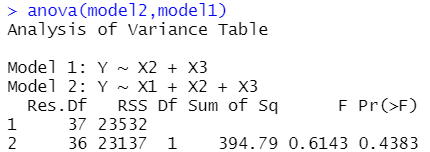 > anova(model2,model1)
Analysis of Variance Table

Model 1: Y ~ X2 + X3
Model 2: Y ~ X1 + X2 + X3
  Res.Df   RSS Df Sum of Sq      F Pr(>F)
1     37 23532
2     36 23137  1    394.79 0.6143 0.4383